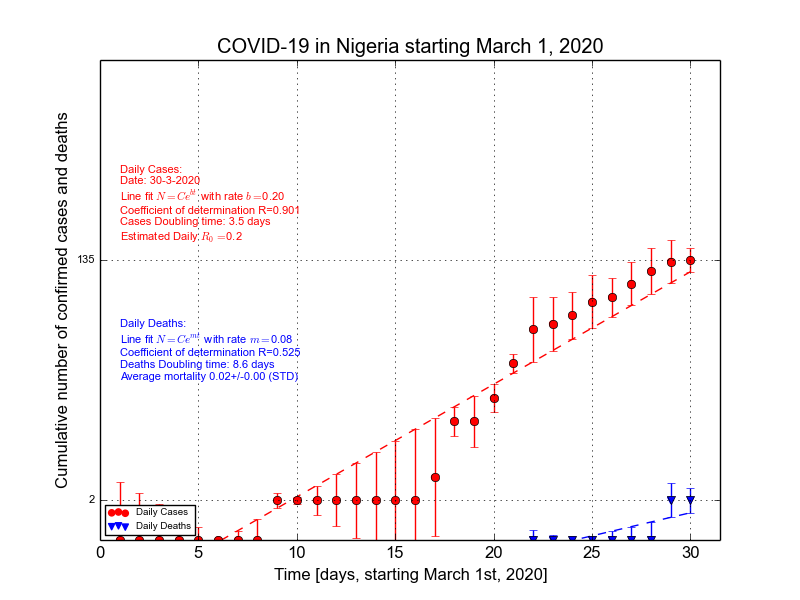 COVID-19 in Nigeria starting March 1, 2020
Cumulative number of confirmed cases and deaths
Daily Cases:
Date: 30-3-2020
Line fit N=Ce^{bt} with rate b=0.20
Coefficient of determination R=0.901
Cases Doubling time: 3.5 days
Estimated Daily R_0=0.2
135
Daily Deaths:
Line fit N=Ce^{mt} with rate m=0.08
Coefficient of determination R=0.525
Deaths Doubling time: 8.6 days
Average mortality 0.02+/-0.00 (STD)
2
Daily Cases
Daily Deaths
0 5 10 15 20 25 30
Time [days, starting March 1st, 2020]